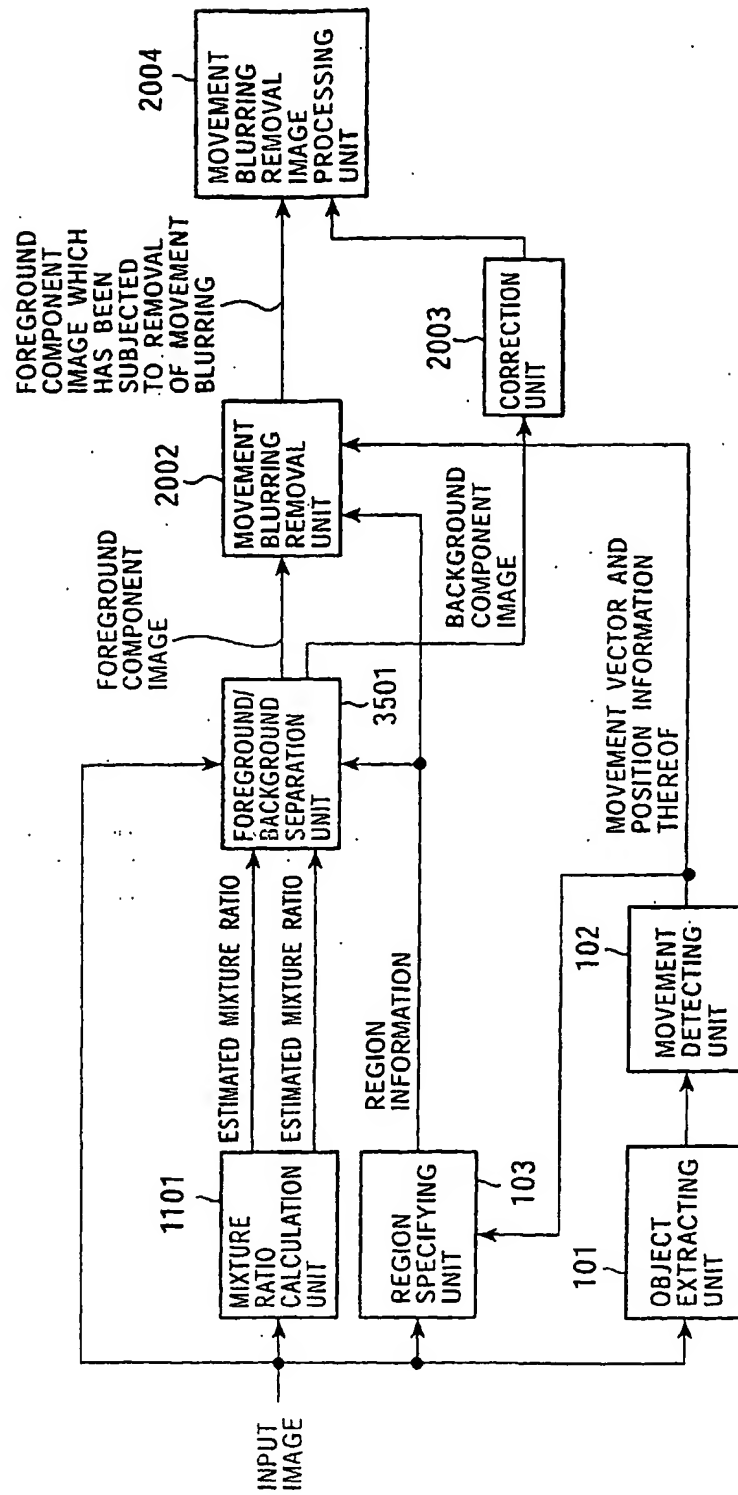 INPUT
IMAGE
1101
MIXTURE
RATIO
CALCULATION
UNIT
ESTIMATED MIXTURE RATIO
ESTIMATED MIXTURE RATIO
REGION
SPECIFYING
UNIT
103
REGION
INFORMATION
101
OBJECT
EXTRACTING
UNIT
102
MOVEMENT
DETECTING
UNIT
MOVEMENT VECTOR AND
POSITION INFORMATION
THEREOF
FOREGROUND/
BACKGROUND
SEPARATION
UNIT
3501
FOREGROUND
COMPONENT
IMAGE
BACKGROUND
COMPONENT
IMAGE
2002
MOVEMENT
BLURRING
REMOVAL
UNIT
FOREGROUND
COMPONENT
IMAGE WHICH
HAS BEEN
SUBJECTED
TO REMOVAL
OF MOVEMENT
BLURRING
2003
CORRECTION
UNIT
2004
MOVEMENT
BLURRING
REMOVAL
IMAGE
PROCESSING
UNIT